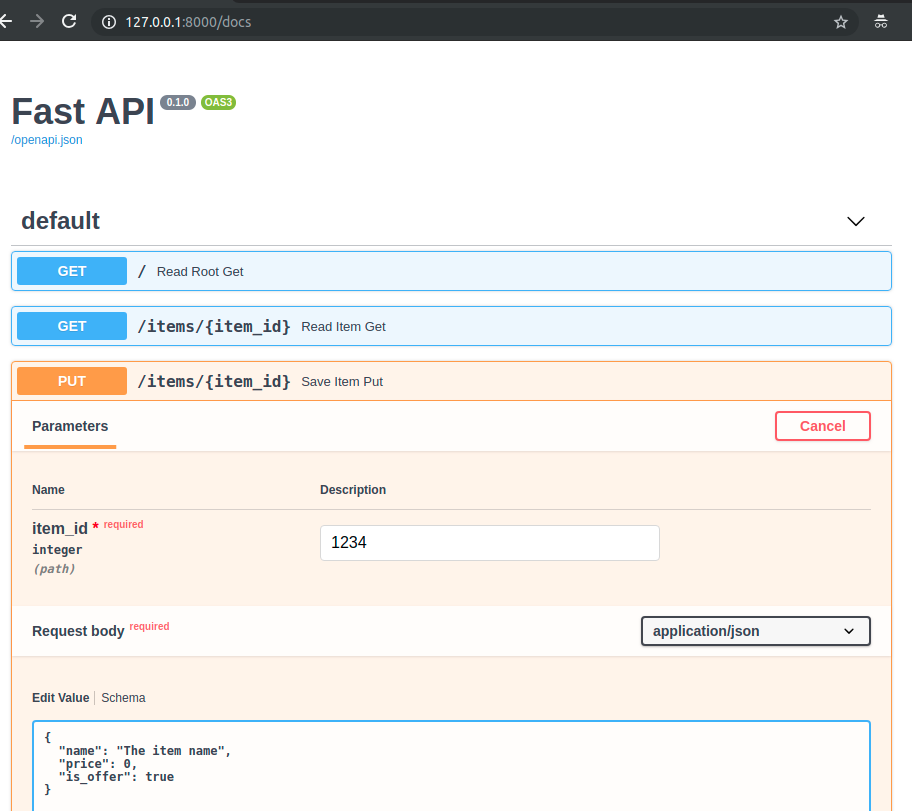 127.0.0.1:8000/docs
Fast API 0.1.0 OAS3
/openapi.json
default
GET / Read Root Get
GET /items/{item_id} Read Item Get
PUT /items/{item_id} Save Item Put
Parameters Cancel
Name Description
item_id * required
integer
(path)
1234
Request body required application/json
Edit Value Schema
{
"name": "The item name",
"price": 0,
"is_offer": true
}